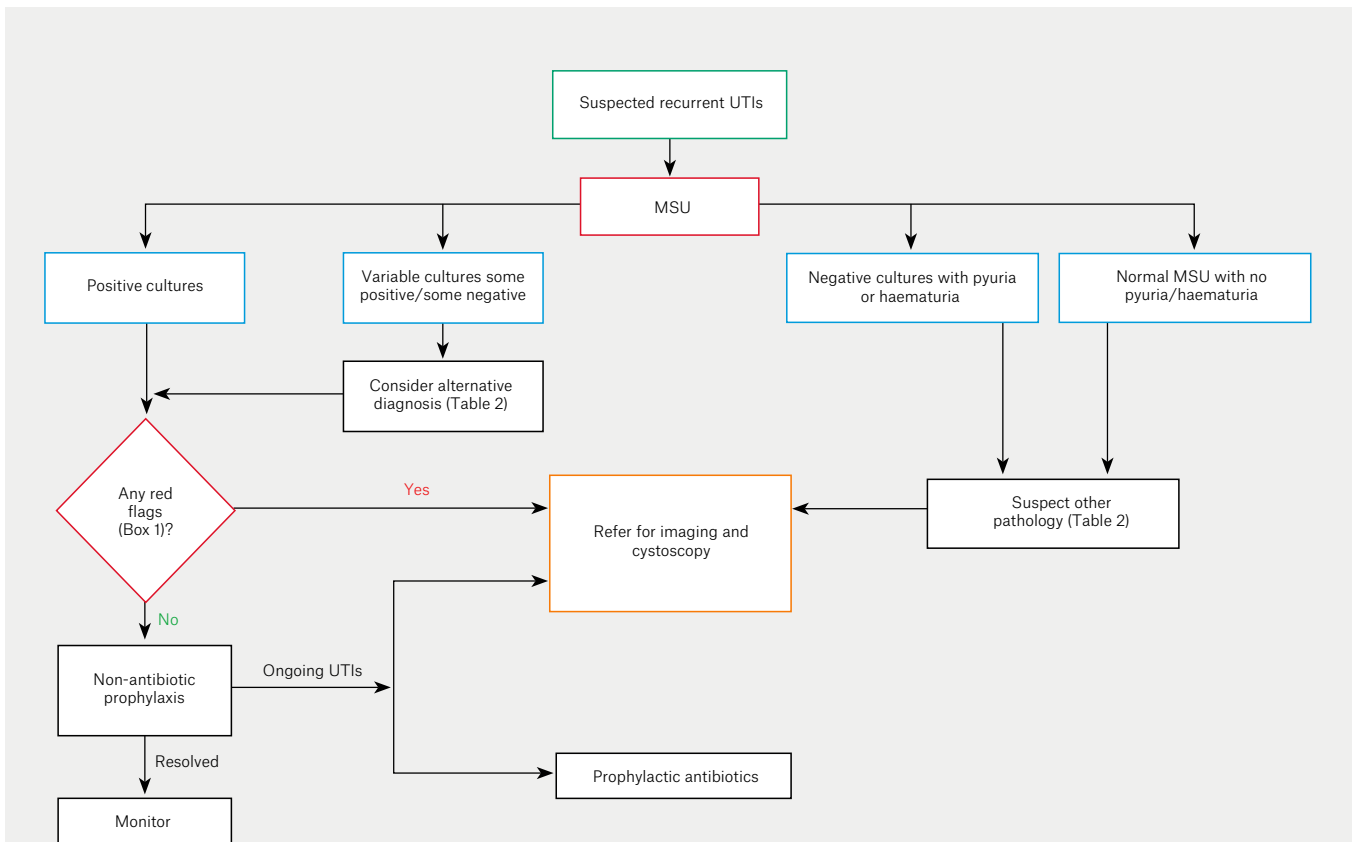 Suspected recurrent UTIs
MSU
Positive cultures
Variable cultures some
positive/some negative
Negative cultures with pyuria
or haematuria
Normal MSU with no
pyuria/haematuria
Consider alternative
diagnosis (Table 2)
Any red
flags
(Box 1)?
Yes
Refer for imaging and
cystoscopy
Suspect other
pathology (Table 2)
No
Non-antibiotic
prophylaxis
Ongoing UTIs
Resolved
Prophylactic antibiotics
Monitor